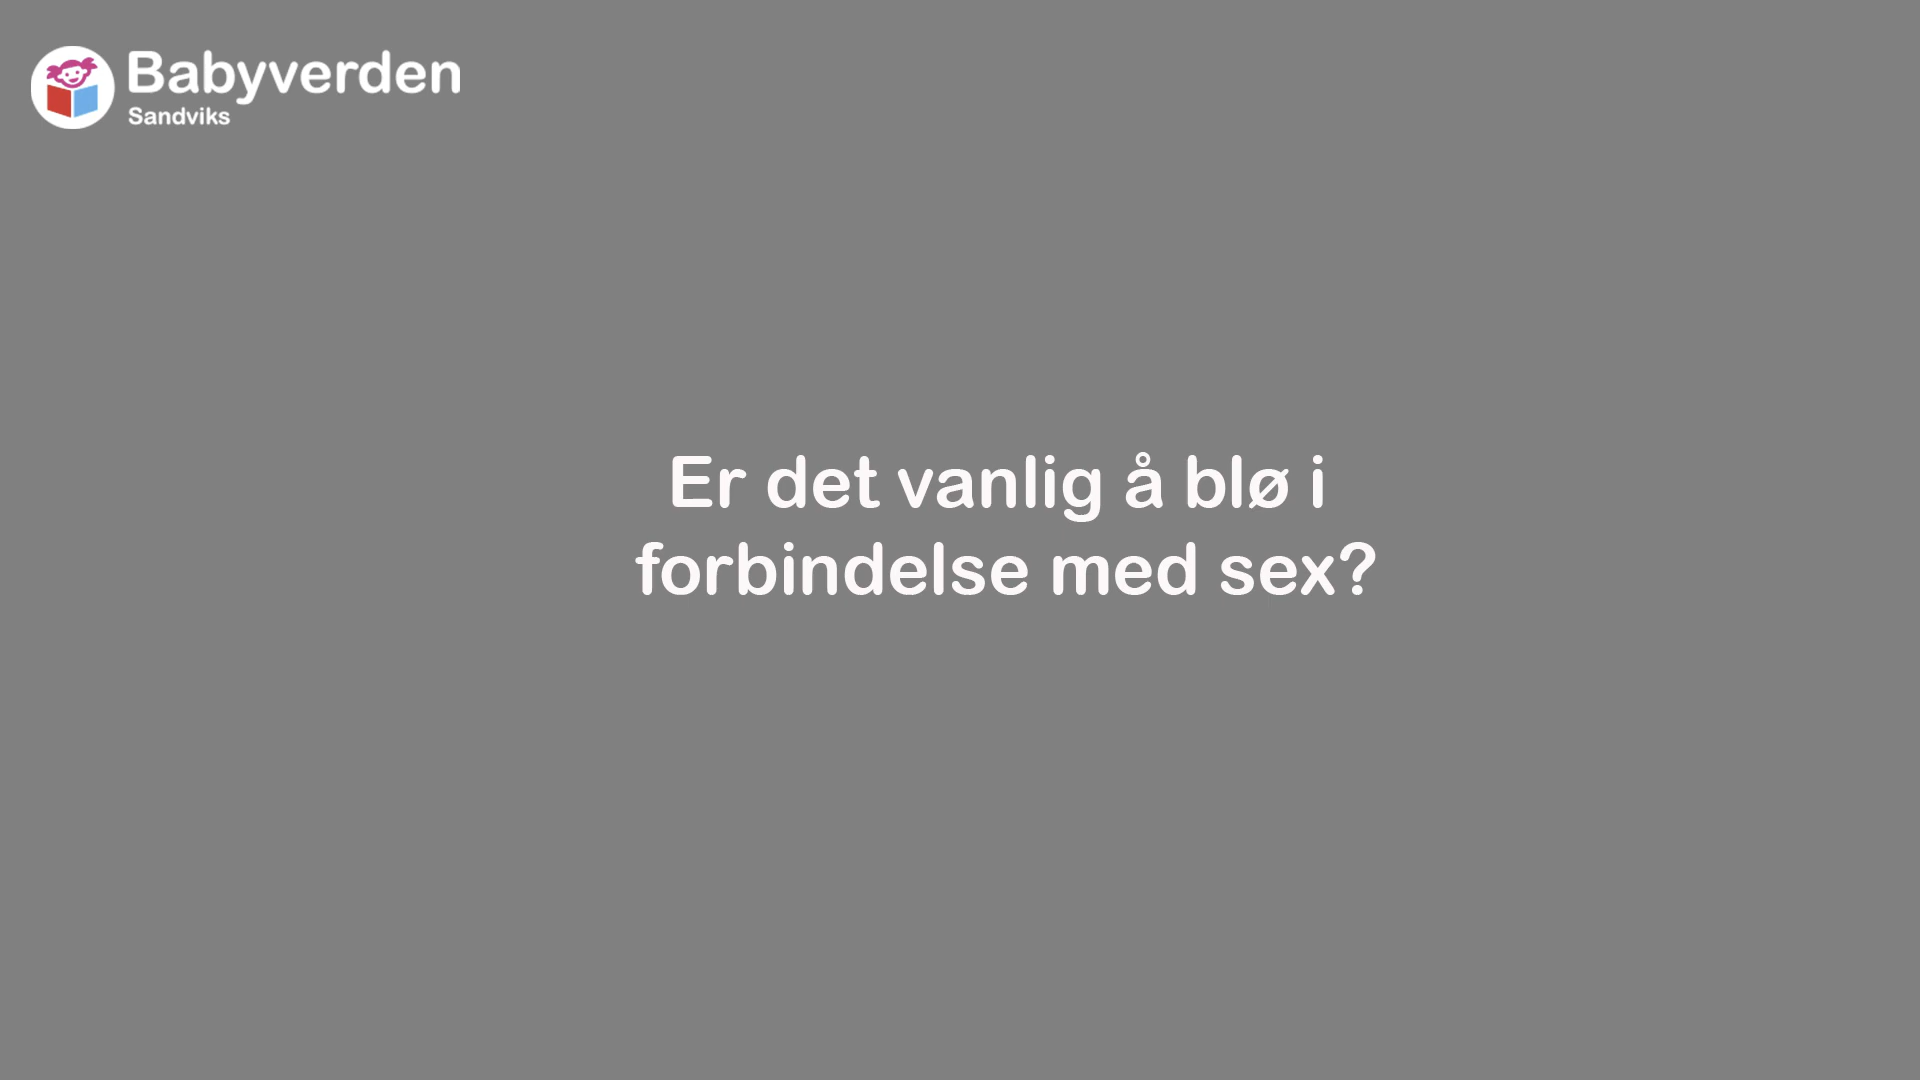 Babyverden
Sandviks
Er det vanlig å blø i
forbindelse med sex?